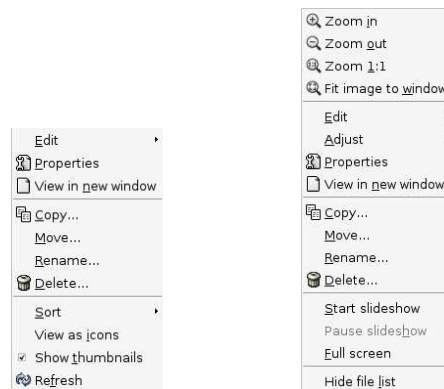 Edit
Properties
View in new window
Copy...
Move...
Rename...
Delete...
Sort
View as icons
Show thumbnails
Refresh
Zoom in
Zoom out
Zoom 1:1
Fit image to window
Edit
Adjust
Properties
View in new window
Copy...
Move...
Rename...
Delete...
Start slideshow
Pause slideshow
Full screen
Hide file list